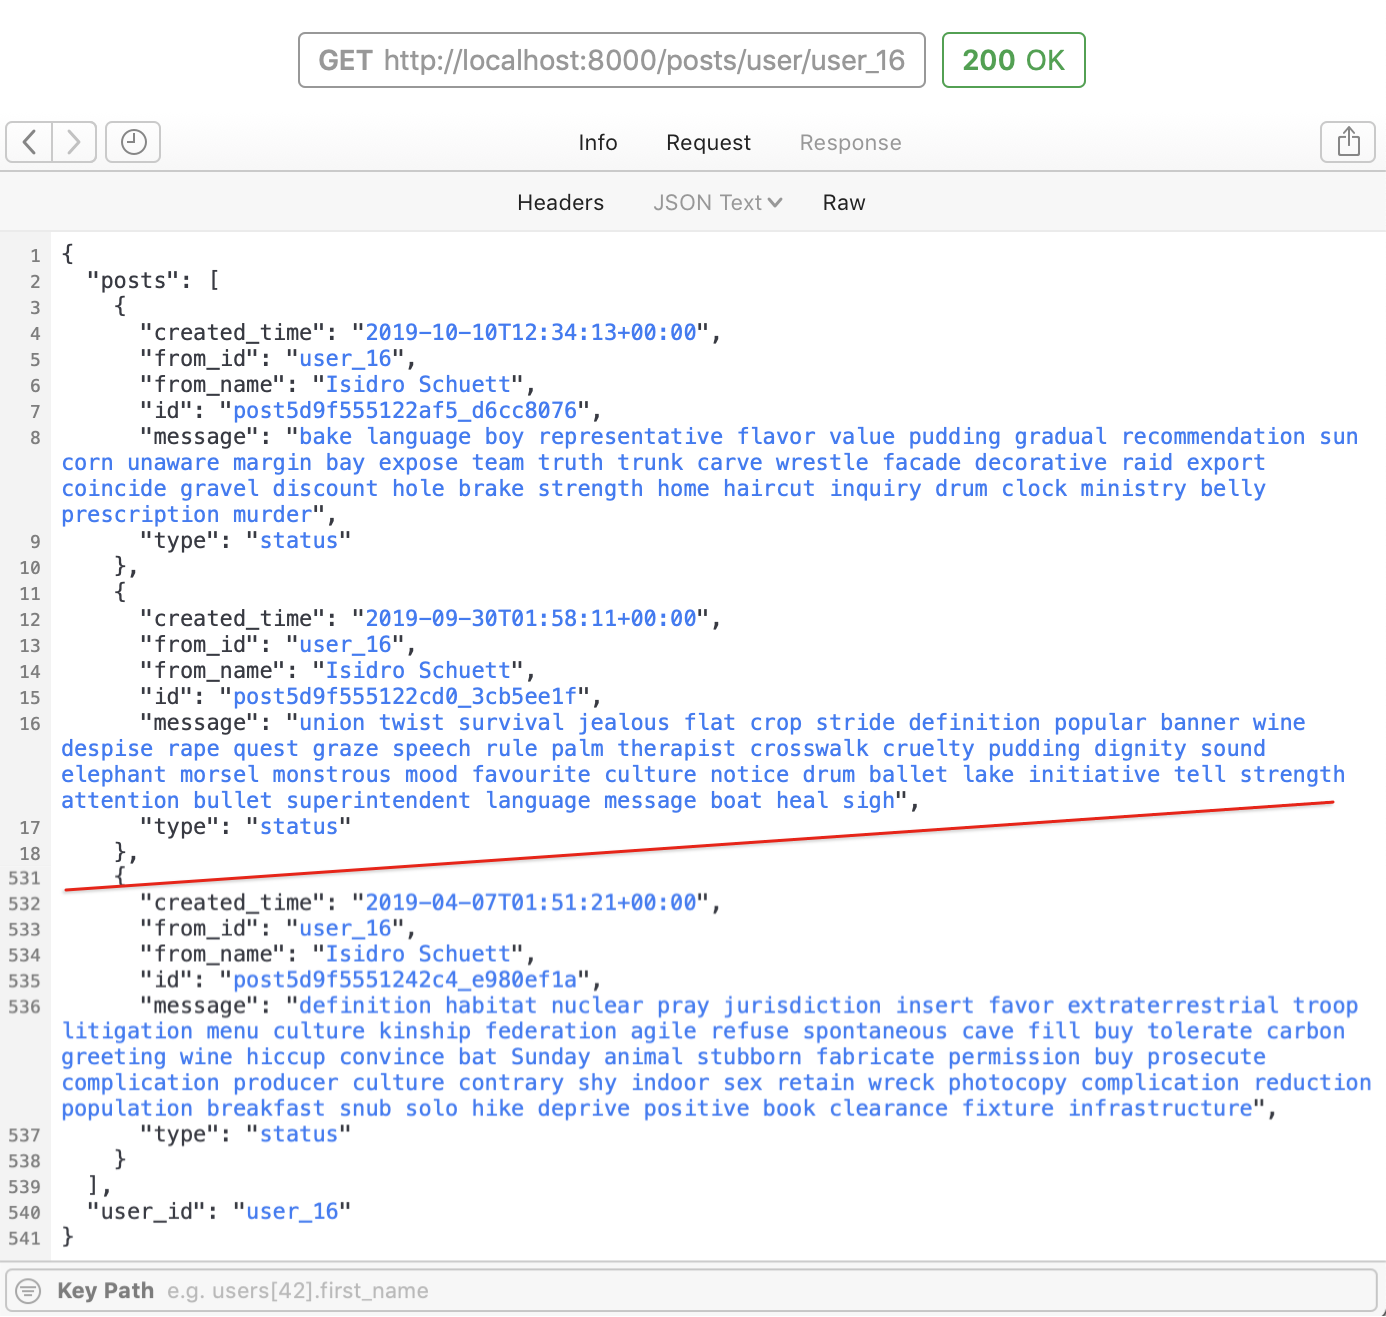 GET http://localhost:8000/posts/user/user_16 200 OK
Info Request Response
Headers JSON Text Raw
1 {
2 "posts": [
3 {
4 "created_time": "2019-10-10T12:34:13+00:00",
5 "from_id": "user_16",
6 "from_name": "Isidro Schuett",
7 "id": "post5d9f555122af5_d6cc8076",
8 "message": "bake language boy representative flavor value pudding gradual recommendation sun
corn unaware margin bay expose team truth trunk carve wrestle facade decorative raid export
coincide gravel discount hole brake strength home haircut inquiry drum clock ministry belly
prescription murder",
9 "type": "status"
10 },
11 {
12 "created_time": "2019-09-30T01:58:11+00:00",
13 "from_id": "user_16",
14 "from_name": "Isidro Schuett",
15 "id": "post5d9f555122cd0_3cb5ee1f",
16 "message": "union twist survival jealous flat crop stride definition popular banner wine
despise rape quest graze speech rule palm therapist crosswalk cruelty pudding dignity sound
elephant morsel monstrous mood favourite culture notice drum ballet lake initiative tell strength
attention bullet superintendent language message boat heal sigh",
17 "type": "status"
18 },
531 {
532 "created_time": "2019-04-07T01:51:21+00:00",
533 "from_id": "user_16",
534 "from_name": "Isidro Schuett",
535 "id": "post5d9f5551242c4_e980ef1a",
536 "message": "definition habitat nuclear pray jurisdiction insert favor extraterrestrial troop
litigation menu culture kinship federation agile refuse spontaneous cave fill buy tolerate carbon
greeting wine hiccup convince bat Sunday animal stubborn fabricate permission buy prosecute
complication producer culture contrary shy indoor sex retain wreck photocopy complication reduction
population breakfast snub solo hike deprive positive book clearance fixture infrastructure",
537 "type": "status"
538 }
539 ],
540 "user_id": "user_16"
541 }
Key Path e.g. users[42].first_name